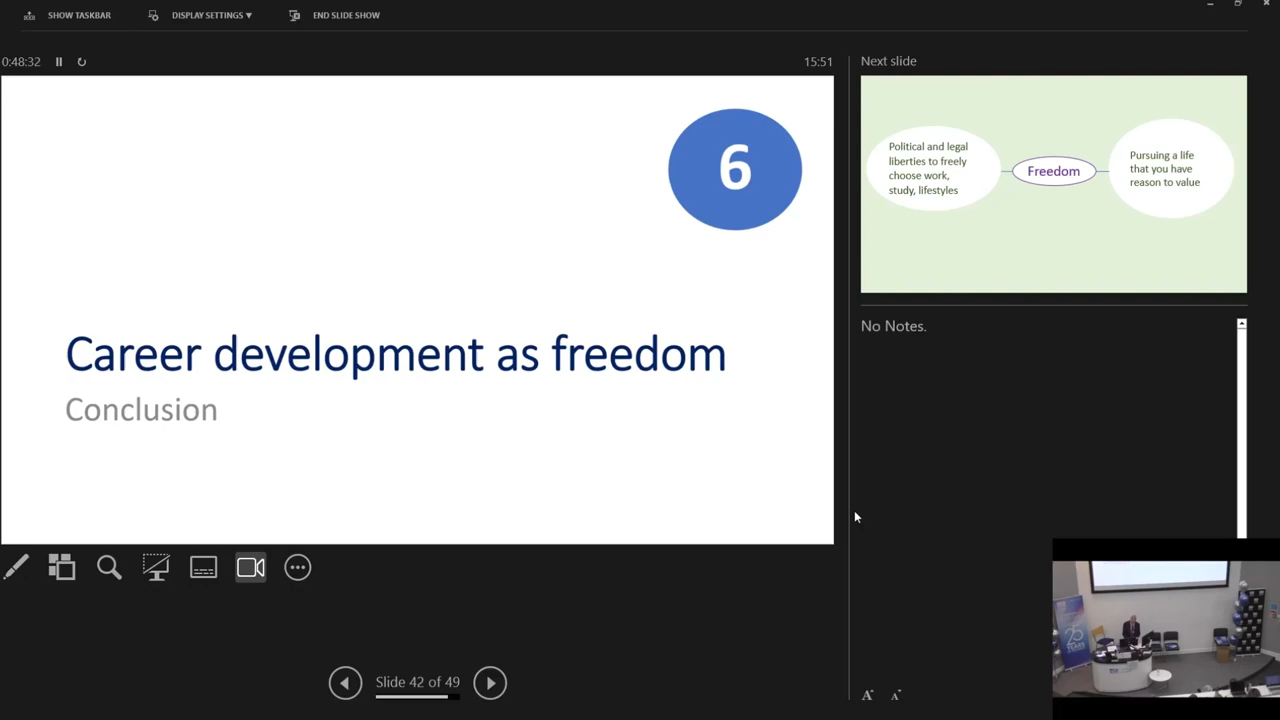 SHOW TASKBAR
DISPLAY SETTINGS ▼
END SLIDE SHOW
0:48:32
15:51
Next slide
6
Career development as freedom
Conclusion
Political and legal
liberties to freely
choose work,
study, lifestyles
Freedom
Pursuing a life
that you have
reason to value
No Notes.
Slide 42 of 49
A
A
25
YEARS